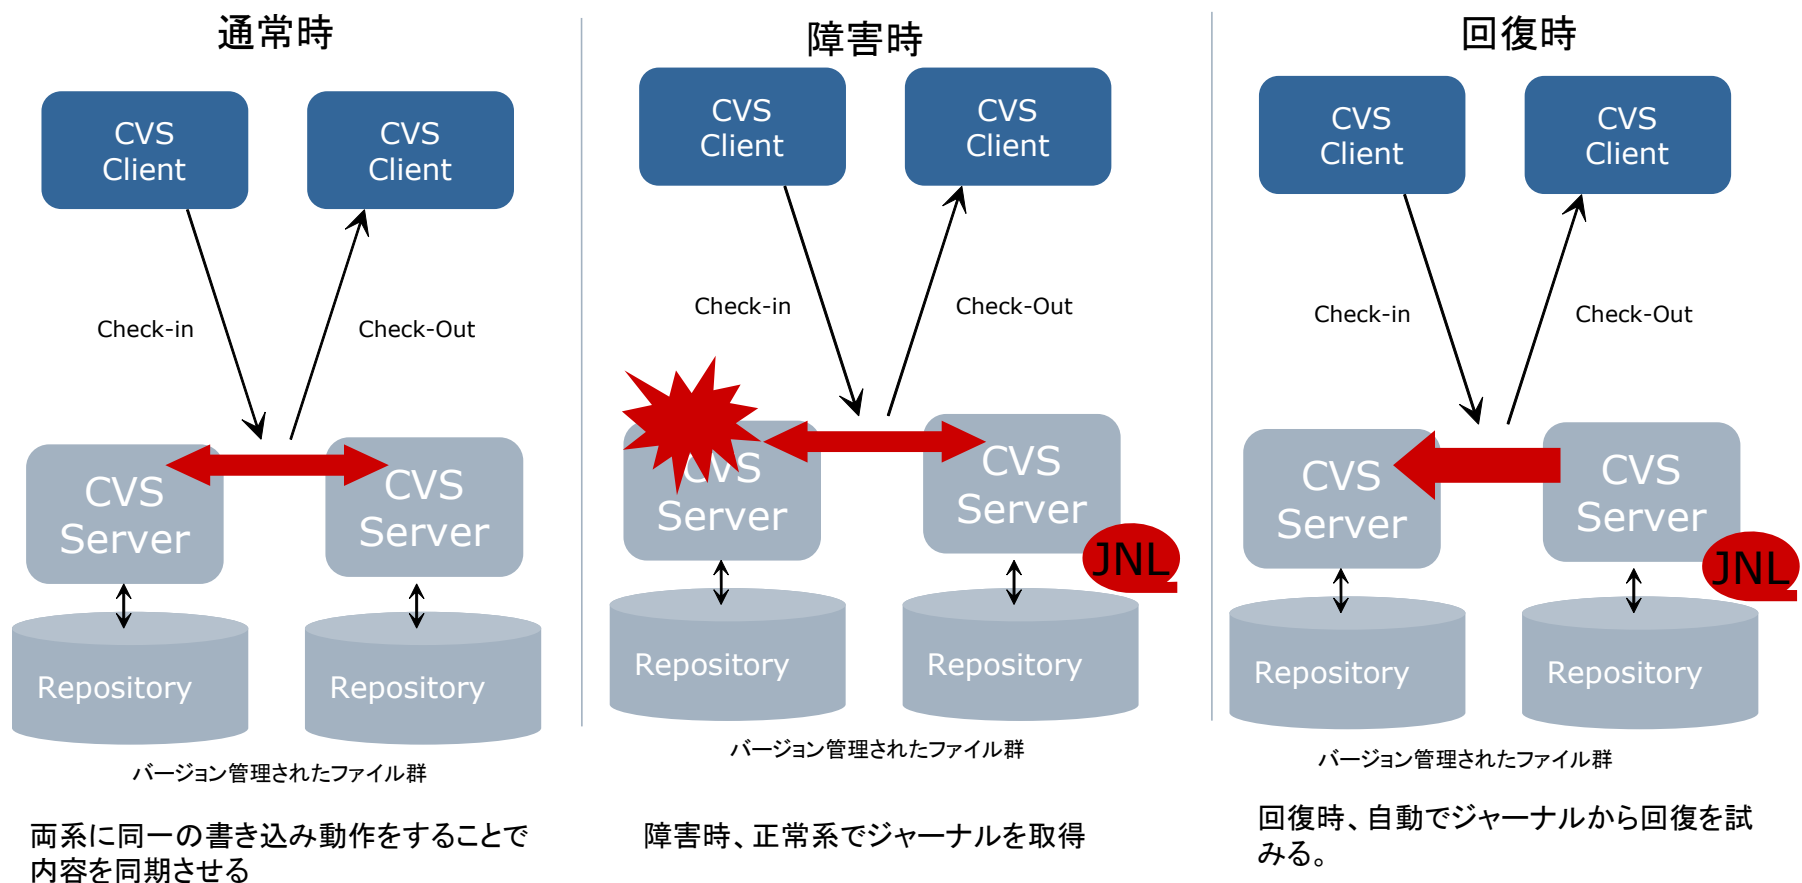 通常時
CVS
Client
CVS
Client
Check-in
Check-Out
CVS
Server
CVS
Server
Repository
Repository
バージョン管理されたファイル群
両系に同一の書き込み動作をすることで
内容を同期させる
障害時
CVS
Client
CVS
Client
Check-in
Check-Out
CVS
Server
CVS
Server
JNL
Repository
Repository
バージョン管理されたファイル群
障害時、正常系でジャーナルを取得
回復時
CVS
Client
CVS
Client
Check-in
Check-Out
CVS
Server
CVS
Server
JNL
Repository
Repository
バージョン管理されたファイル群
回復時、自動でジャーナルから回復を試
みる。